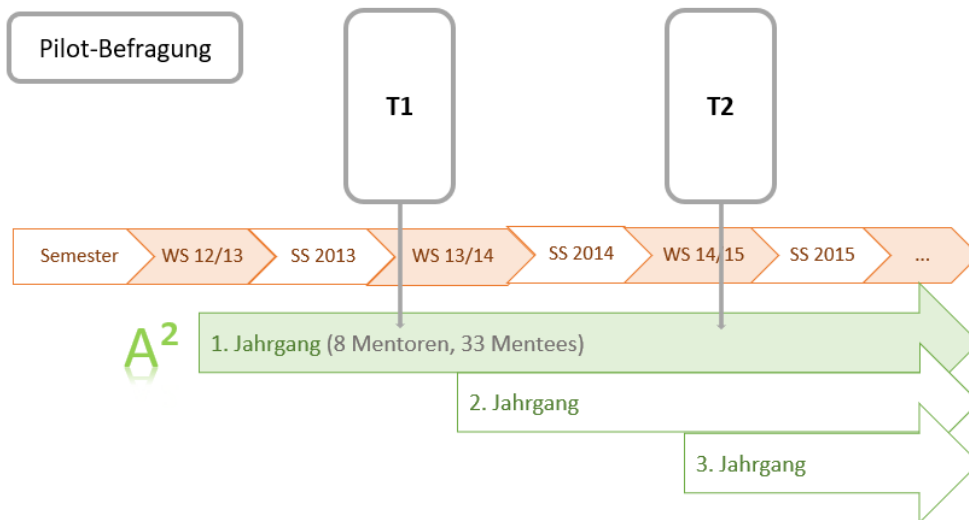 Pilot-Befragung
T1
T2
Semester
WS 12/13
SS 2013
WS 13/14
SS 2014
WS 14/15
SS 2015
...
A²
1. Jahrgang (8 Mentoren, 33 Mentees)
2. Jahrgang
3. Jahrgang